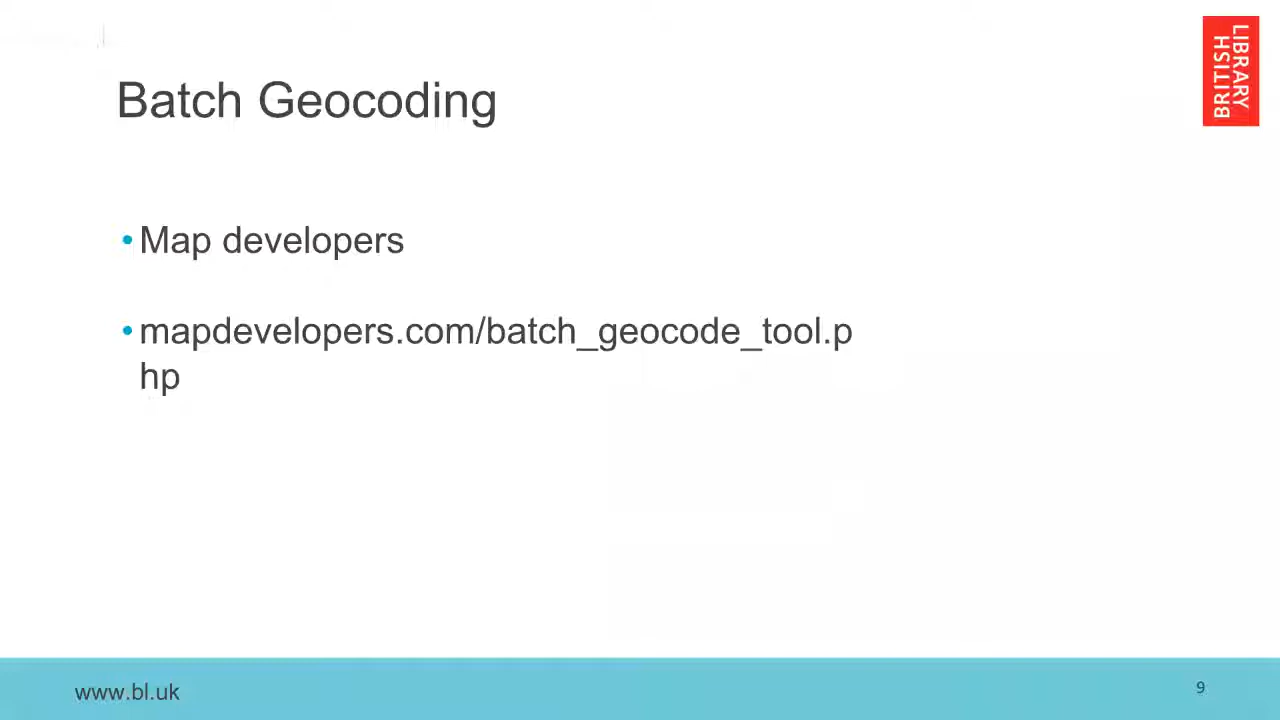 Batch Geocoding
LIBRARY
BRITISH
•Map developers
•mapdevelopers.com/batch_geocode_tool.p
hp
www.bl.uk
9